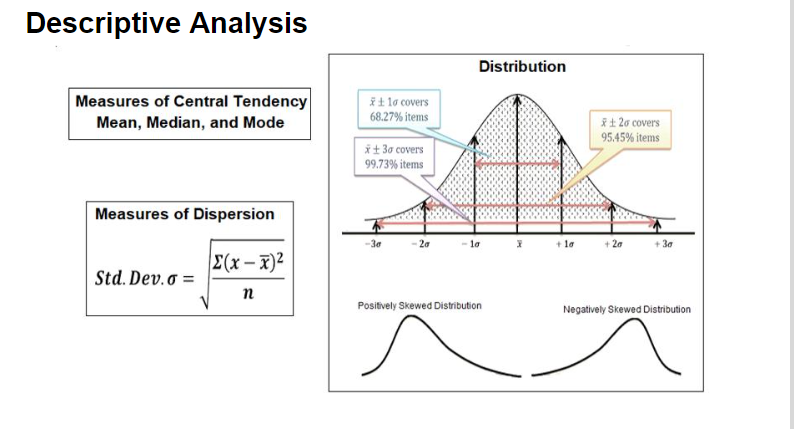 Descriptive Analysis
Measures of Central Tendency
Mean, Median, and Mode
Measures of Dispersion
Std. Dev. σ = √ Σ(x – x̄)²
n
Distribution
x̄ ± 1σ covers
68.27% items
x̄ ± 3σ covers
99.73% items
x̄ ± 2σ covers
95.45% items
-3σ -2σ -1σ x̄ +1σ +2σ +3σ
Positively Skewed Distribution
Negatively Skewed Distribution